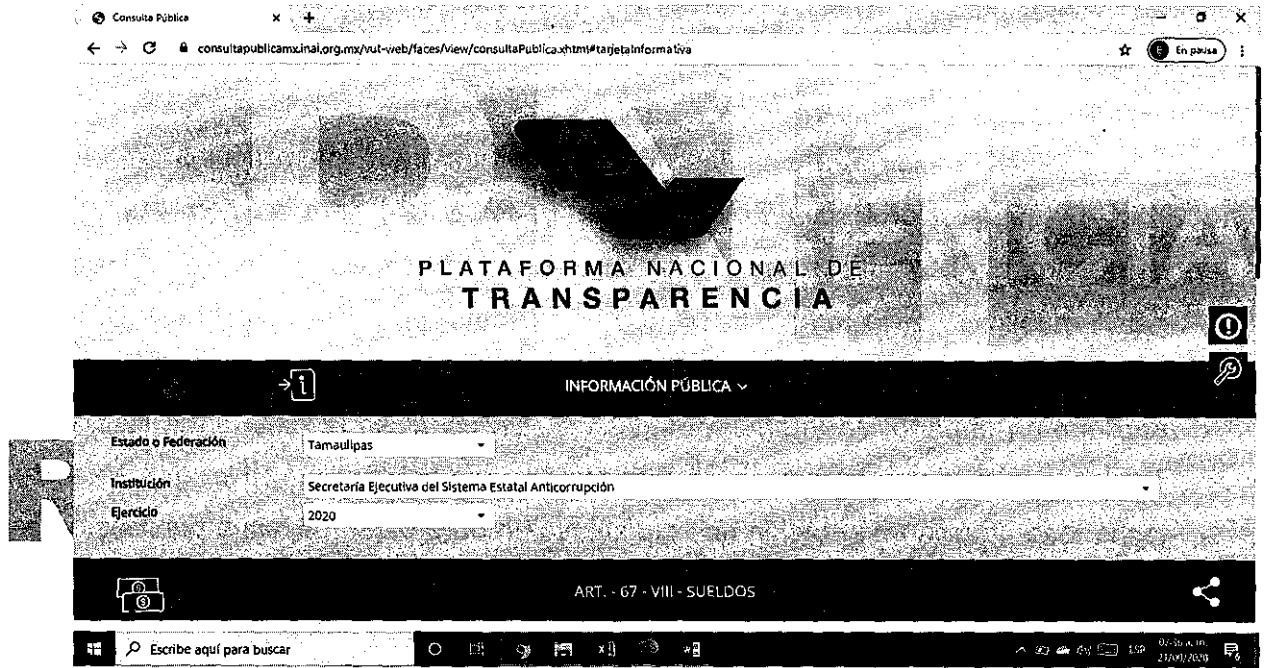 Consulta Pública
consultapublicamx.inai.org.mx/vut-web/faces/view/consultaPublica.xhtml#tarjetaInformativa
En pausa
PLATAFORMA NACIONAL DE
TRANSPARENCIA
INFORMACIÓN PÚBLICA
Estado o Federación
Tamaulipas
Institución
Secretaría Ejecutiva del Sistema Estatal Anticorrupción
Ejercicio
2020
ART. - 67 - VIII - SUELDOS
Escribe aquí para buscar
ESP